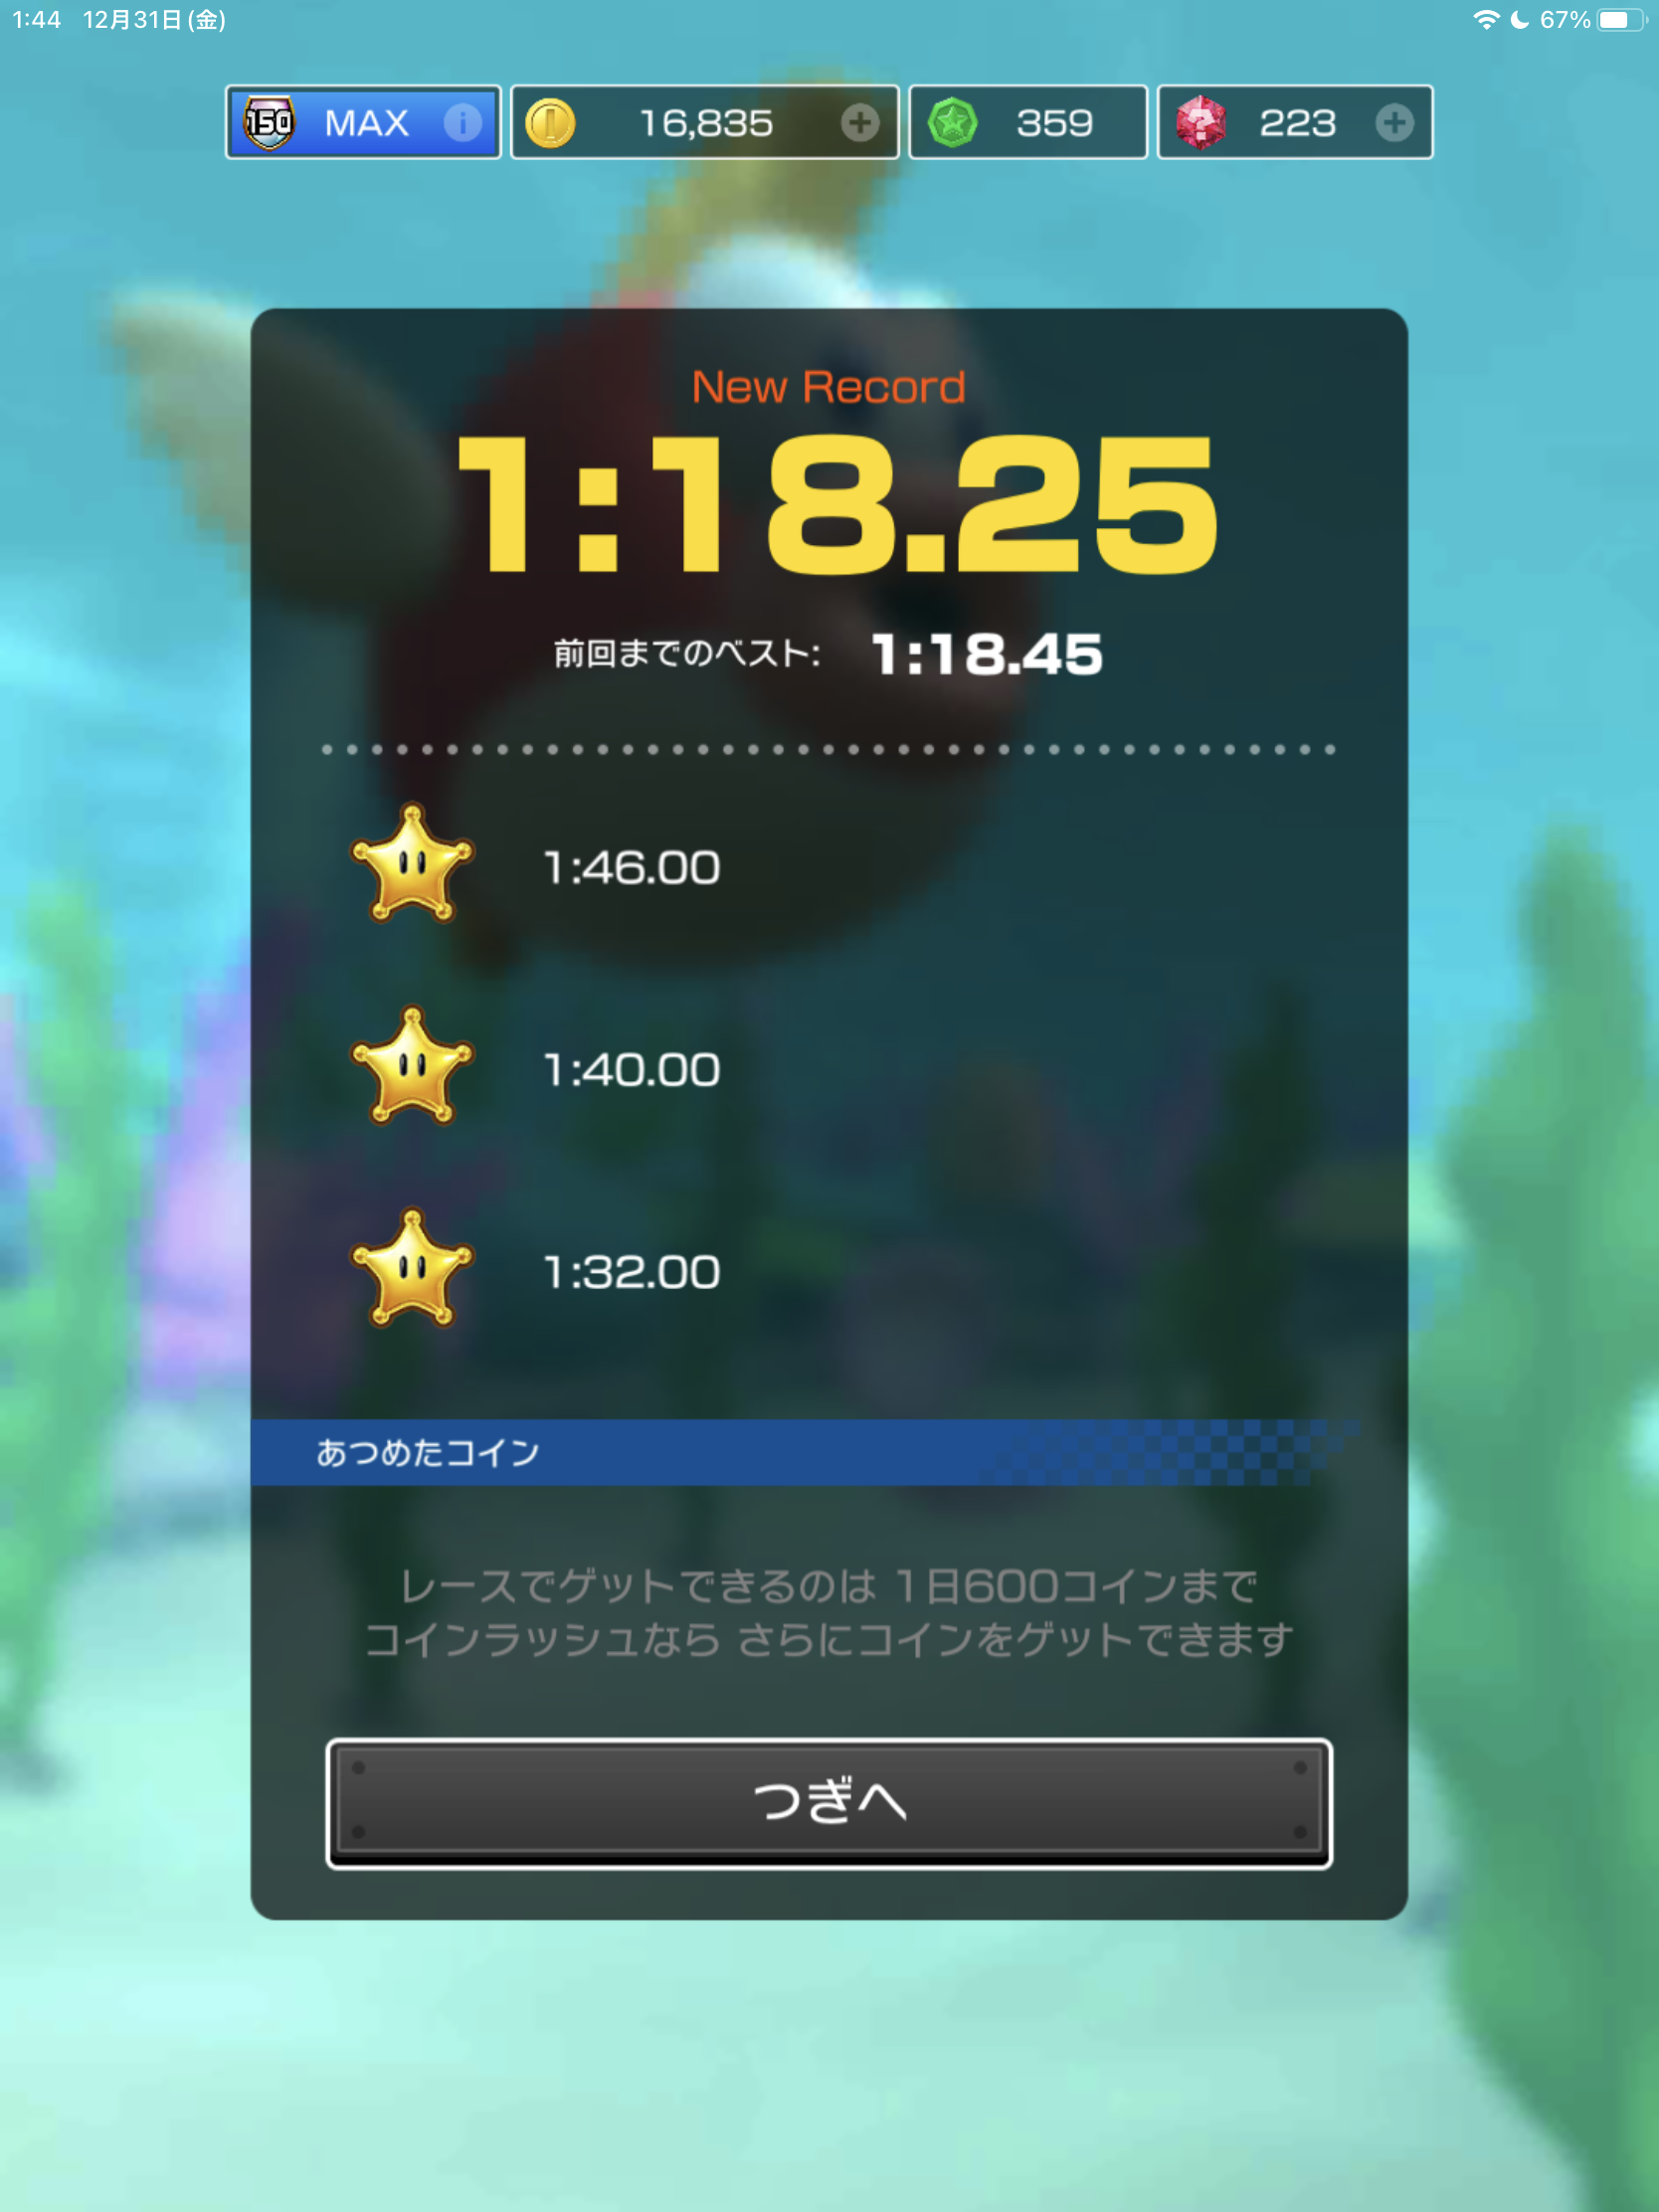 1:44 12月31日(金) 67%
150 MAX i 16,835 + 359 ? 223 +
New Record
1:18.25
前回までのベスト: 1:18.45
1:46.00
1:40.00
1:32.00
あつめたコイン
レースでゲットできるのは 1日600コインまで
コインラッシュなら さらにコインをゲットできます
つぎへ